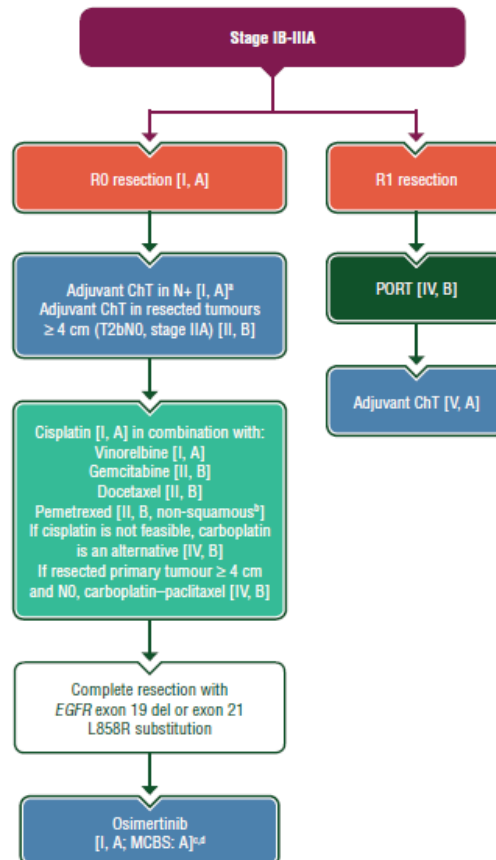 Stage IB-IIIA
R0 resection [I, A]
R1 resection
Adjuvant ChT in N+ [I, A]ᵃ
Adjuvant ChT in resected tumours
≥ 4 cm (T2bN0, stage IIA) [II, B]
PORT [IV, B]
Adjuvant ChT [V, A]
Cisplatin [I, A] in combination with:
Vinorelbine [I, A]
Gemcitabine [II, B]
Docetaxel [II, B]
Pemetrexed [II, B, non-squamousᵇ]
If cisplatin is not feasible, carboplatin
is an alternative [IV, B]
If resected primary tumour ≥ 4 cm
and N0, carboplatin–paclitaxel [IV, B]
Complete resection with
EGFR exon 19 del or exon 21
L858R substitution
Osimertinib
[I, A; MCBS: A]ᶜ,ᵈ